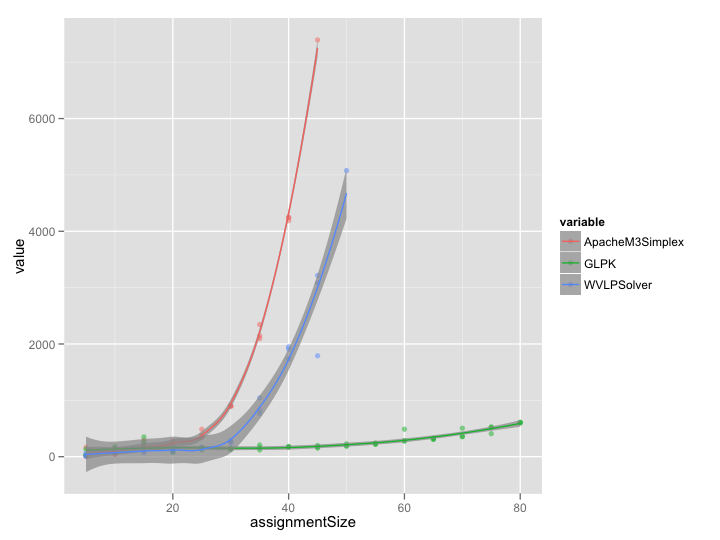 6000
4000
2000
0
value
20
40
60
80
assignmentSize
variable
ApacheM3Simplex
GLPK
WVLPSolver